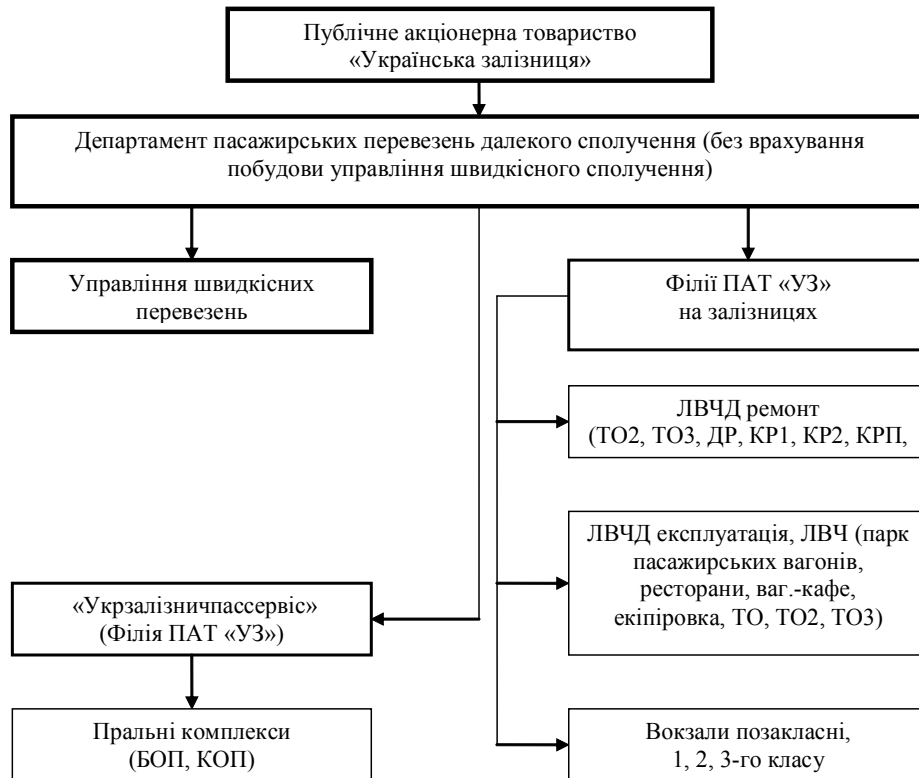 Публічне акціонерна товариство
«Українська залізниця»
Департамент пасажирських перевезень далекого сполучення (без врахування
побудови управління швидкісного сполучення)
Управління швидкісних
перевезень
Філії ПАТ «УЗ»
на залізницях
ЛВЧД ремонт
(ТО2, ТО3, ДР, КР1, КР2, КРП,
ЛВЧД експлуатація, ЛВЧ (парк
пасажирських вагонів,
ресторани, ваг.-кафе,
екіпіровка, ТО, ТО2, ТО3)
«Укрзалізничпассервіс»
(Філія ПАТ «УЗ»)
Пральні комплекси
(БОП, КОП)
Вокзали позакласні,
1, 2, 3-го класу